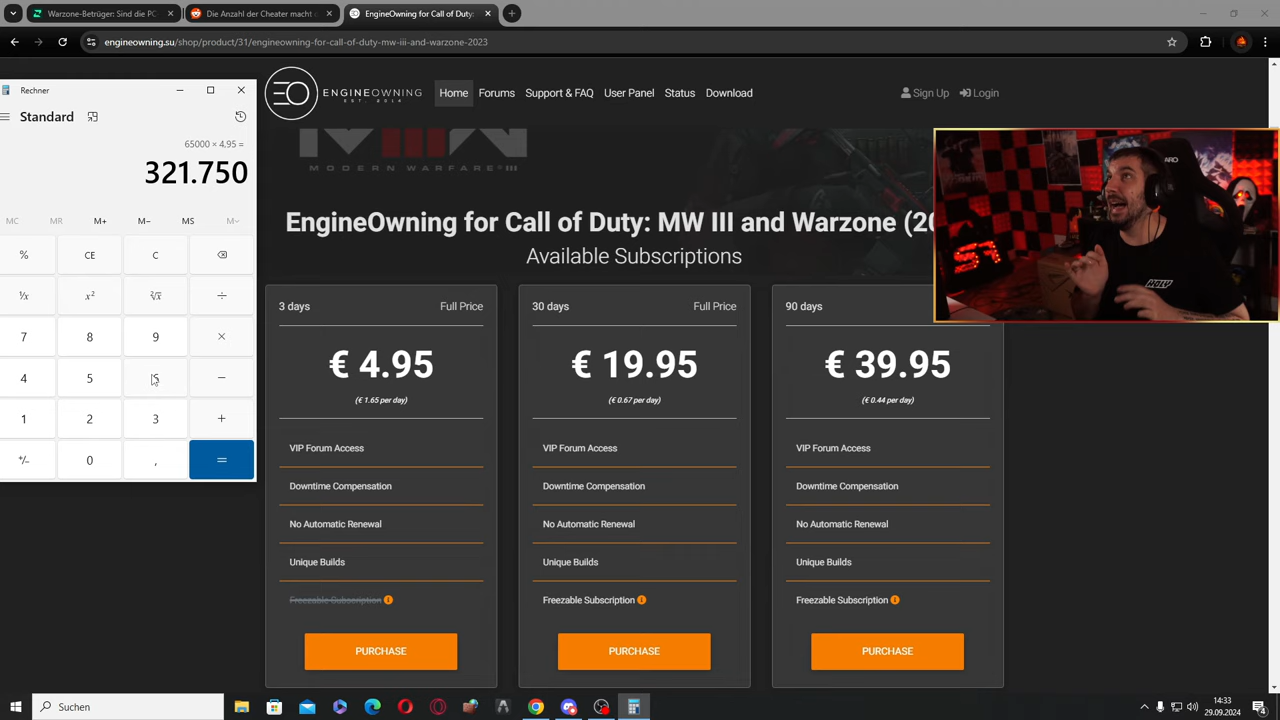 Warzone-Betrüger: Sind die PC
Die Anzahl der Cheater macht
EngineOwning for Call of Duty:
engineowning.su/shop/product/31/engineowning-for-call-of-duty-mw-iii-and-warzone-2023
Rechner
Standard
65000 × 4,95 =
321.750
MC MR M+ M− MS M
% CE C
¹/x x² ²√x ÷
7 8 9 ×
4 5 −
1 2 3 +
+/− 0 , =
EO ENGINEOWNING
EST. 2014
Home Forums Support & FAQ User Panel Status Download
Sign Up Login
MODERN WARFARE III
EngineOwning for Call of Duty: MW III and Warzone (20
Available Subscriptions
3 days Full Price
€ 4.95
(€ 1.65 per day)
VIP Forum Access
Downtime Compensation
No Automatic Renewal
Unique Builds
Freezable Subscription
PURCHASE
30 days Full Price
€ 19.95
(€ 0.67 per day)
VIP Forum Access
Downtime Compensation
No Automatic Renewal
Unique Builds
Freezable Subscription
PURCHASE
90 days
€ 39.95
(€ 0.44 per day)
VIP Forum Access
Downtime Compensation
No Automatic Renewal
Unique Builds
Freezable Subscription
PURCHASE
Suchen
14:33
29.09.2024